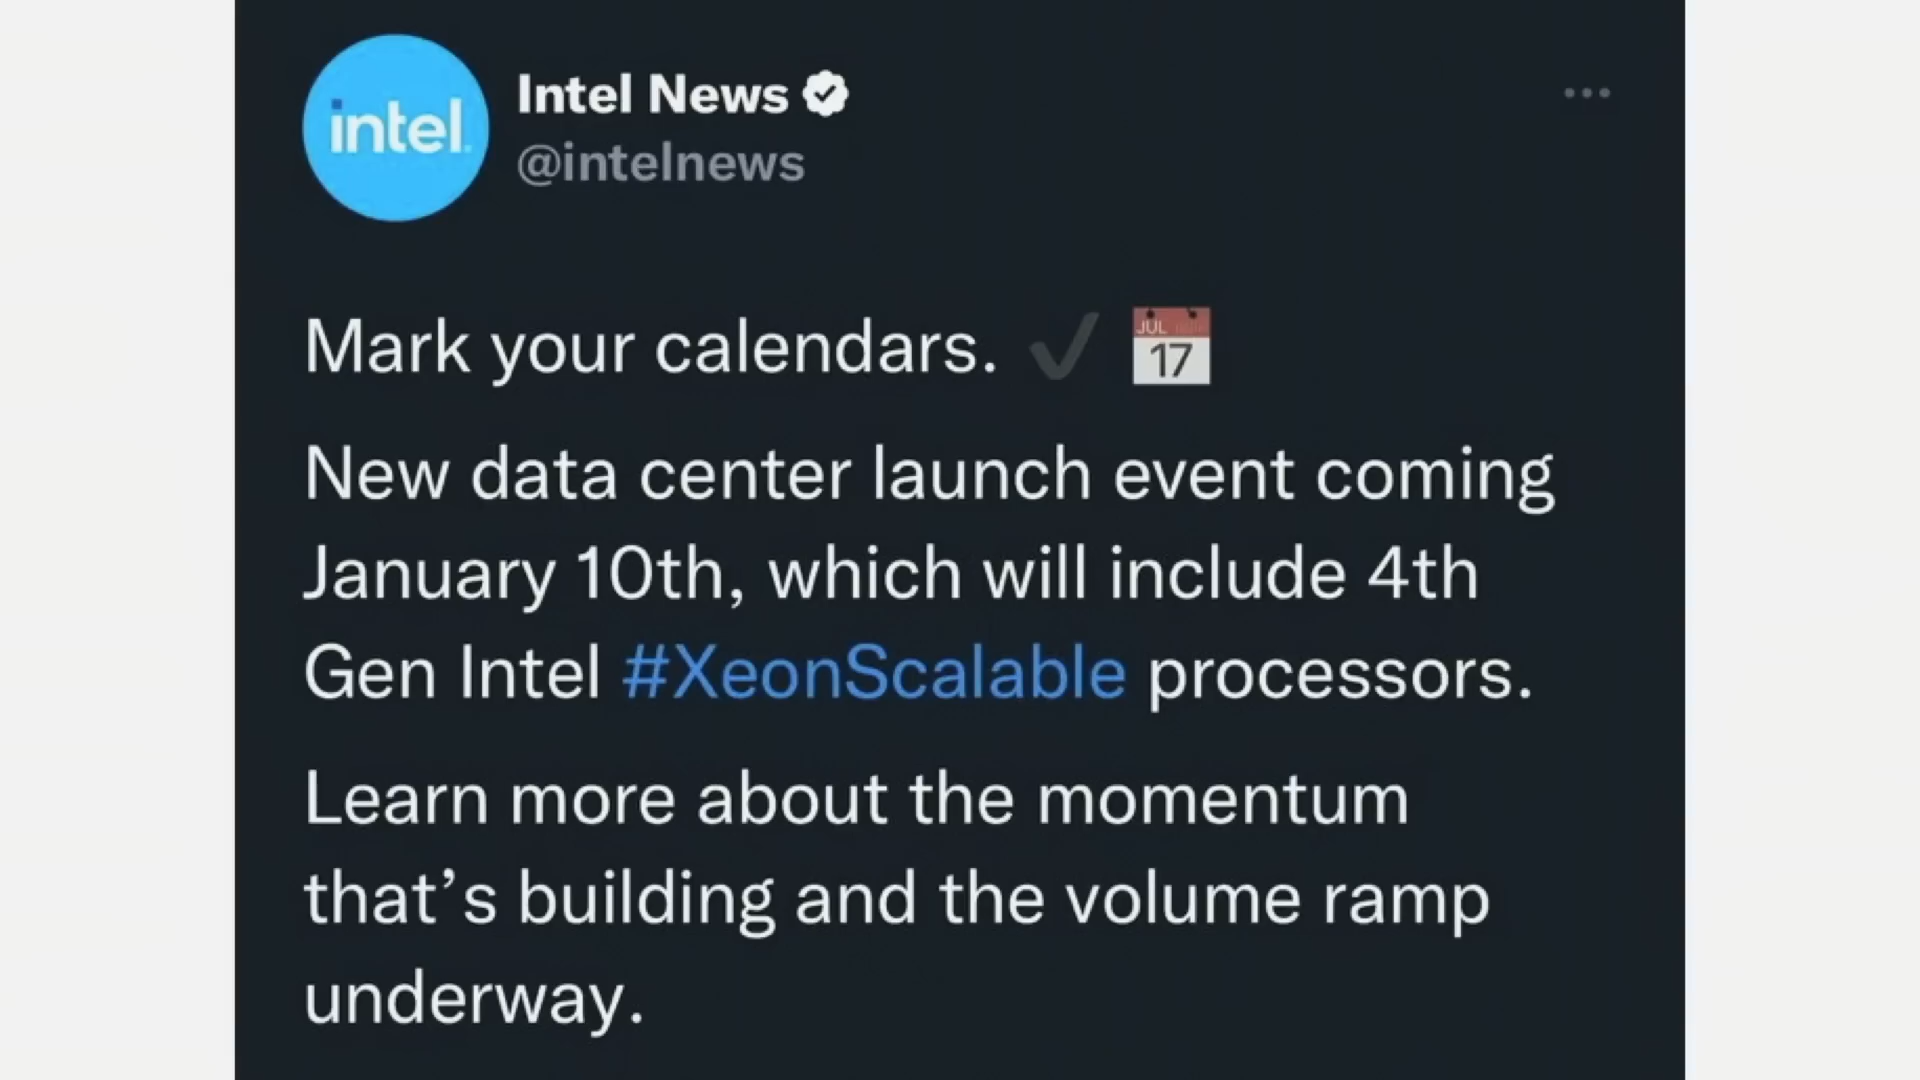 intel.
Intel News
@intelnews
Mark your calendars. ✔️ 📅
JUL
17
New data center launch event coming
January 10th, which will include 4th
Gen Intel #XeonScalable processors.
Learn more about the momentum
that’s building and the volume ramp
underway.